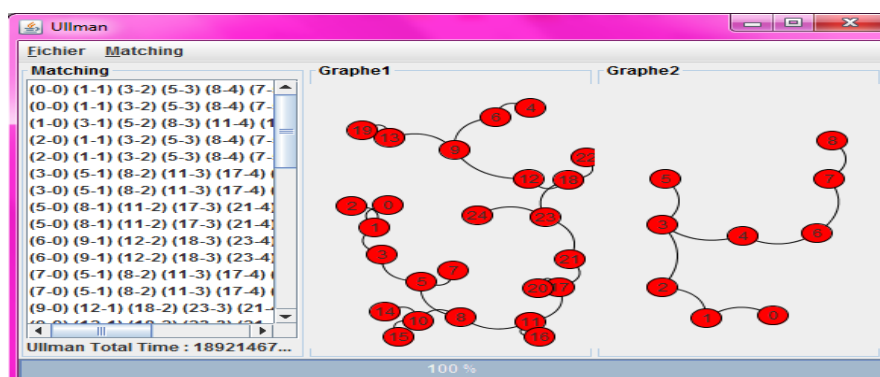 Ullman
Fichier Matching
Matching
(0-0) (1-1) (3-2) (5-3) (8-4) (7-
(0-0) (1-1) (3-2) (5-3) (8-4) (7-
(1-0) (3-1) (5-2) (8-3) (11-4) (1
(2-0) (1-1) (3-2) (5-3) (8-4) (7-
(2-0) (1-1) (3-2) (5-3) (8-4) (7-
(3-0) (5-1) (8-2) (11-3) (17-4) (
(3-0) (5-1) (8-2) (11-3) (17-4) (
(5-0) (8-1) (11-2) (17-3) (21-4)
(5-0) (8-1) (11-2) (17-3) (21-4)
(6-0) (9-1) (12-2) (18-3) (23-4)
(6-0) (9-1) (12-2) (18-3) (23-4)
(7-0) (5-1) (8-2) (11-3) (17-4) (
(7-0) (5-1) (8-2) (11-3) (17-4) (
(9-0) (12-1) (18-2) (23-3) (21-
Ullman Total Time : 18921467...
Graphe1
4
6
19
13
9
22
12
18
2
0
24
23
1
3
21
7
5
20
17
14
10
8
11
15
16
Graphe2
8
5
7
3
4
6
2
1
0
100 %